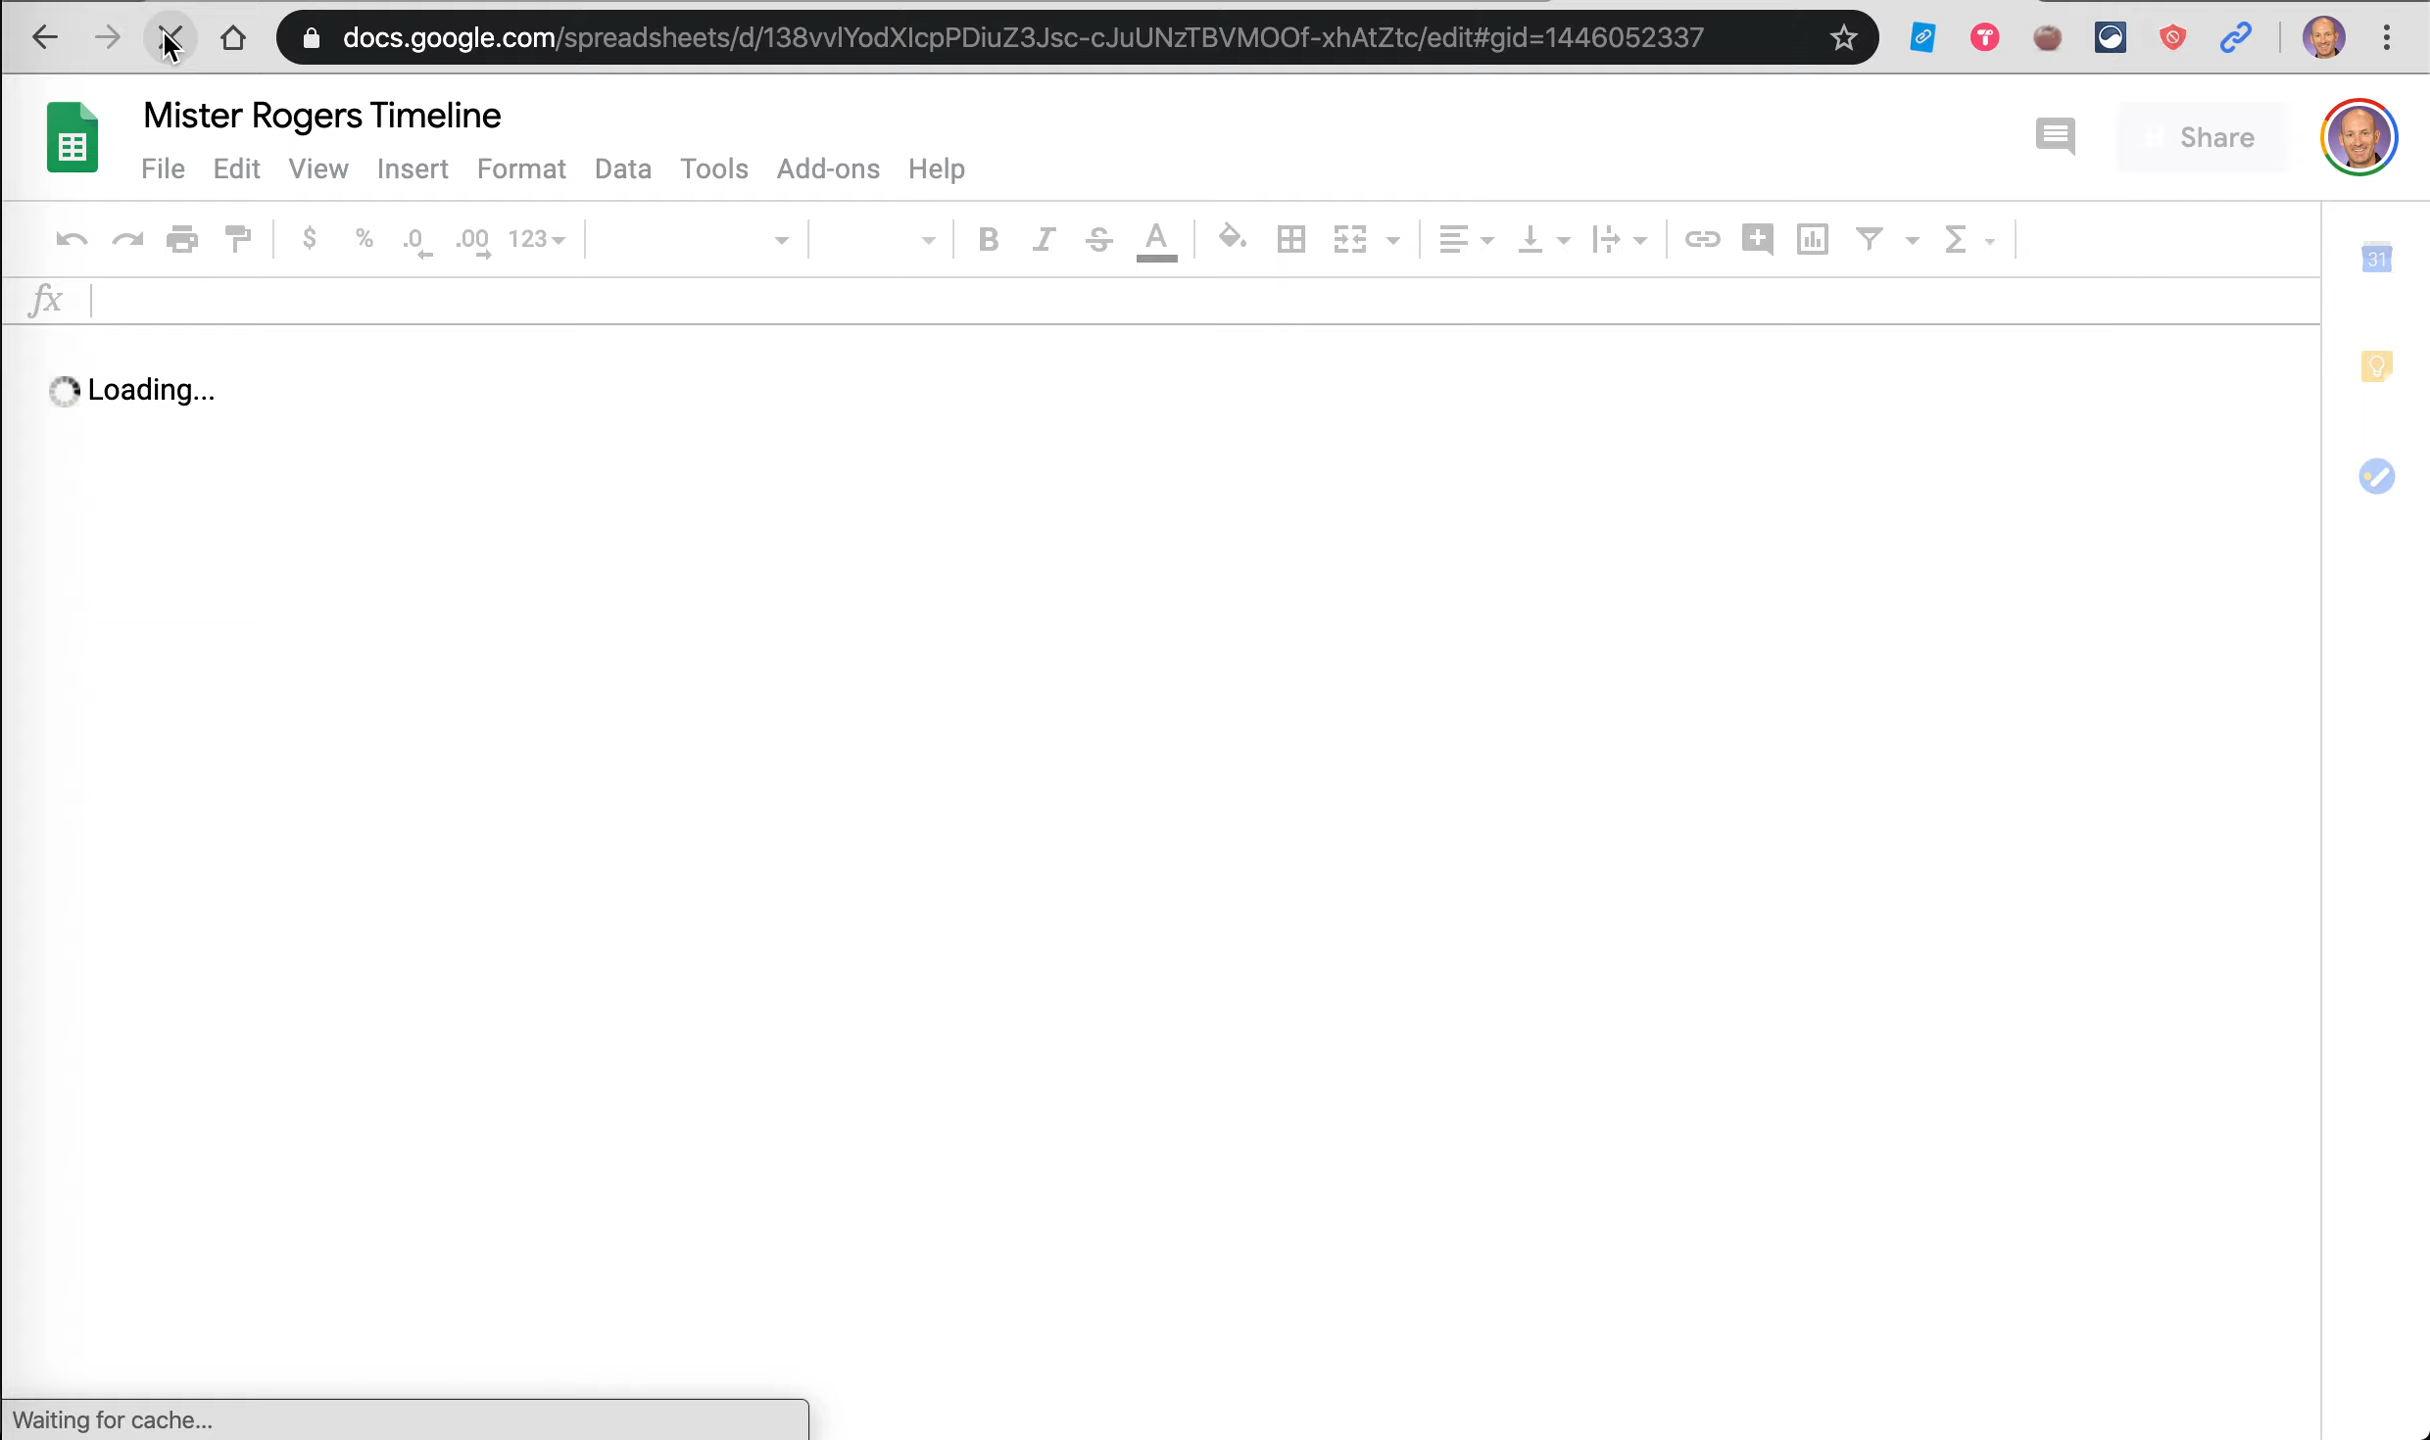 docs.google.com/spreadsheets/d/138vvlYodXlcpPDiuZ3Jsc-cJuUNzTBVMOOf-xhAtZtc/edit#gid=1446052337
Mister Rogers Timeline
Share
File Edit View Insert Format Data Tools Add-ons Help
$ % .0 .00 123 B I S A Σ
31
fx
Loading...
Waiting for cache...